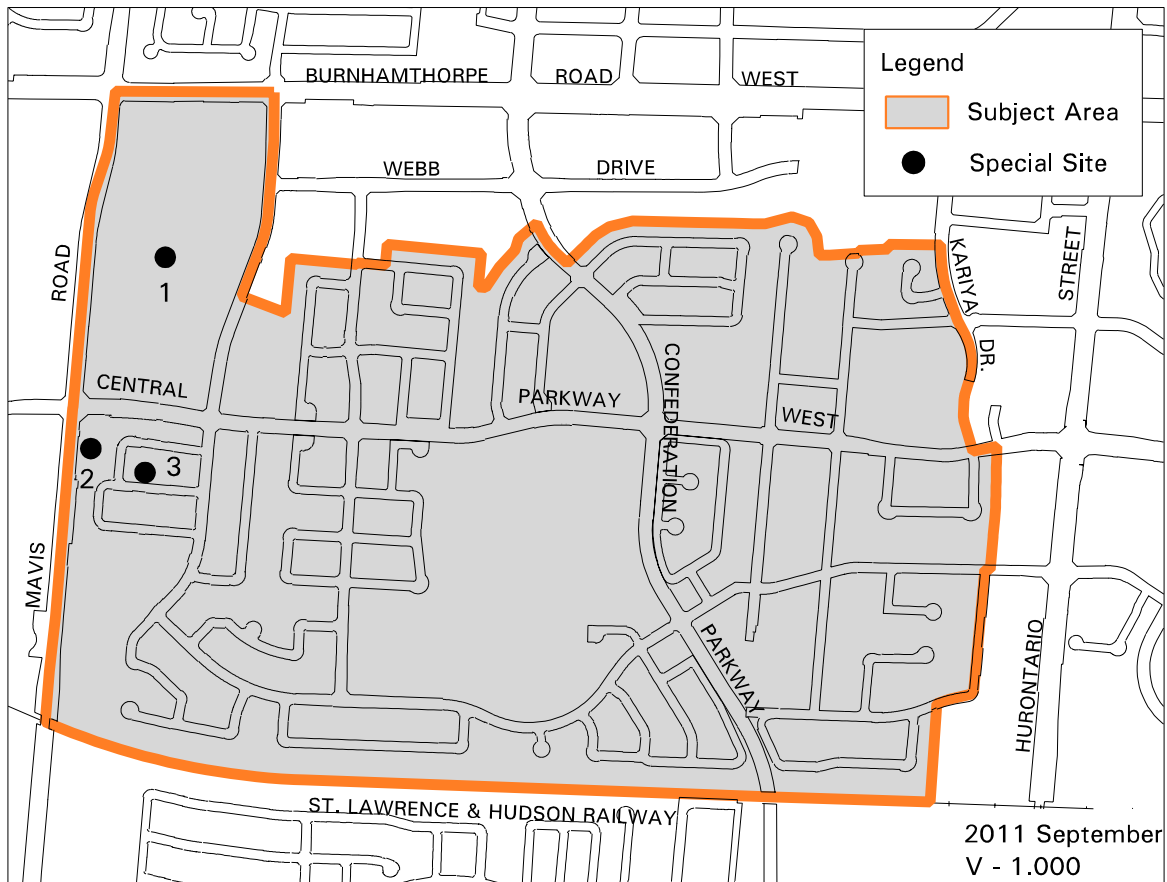 BURNHAMTHORPE ROAD WEST
Legend
Subject Area
Special Site
WEBB DRIVE
ROAD
1
KARIYA
DR.
STREET
CENTRAL
PARKWAY
WEST
CONFEDERATION
2
3
MAVIS
PARKWAY
HURONTARIO
ST. LAWRENCE & HUDSON RAILWAY
2011 September
V - 1.000